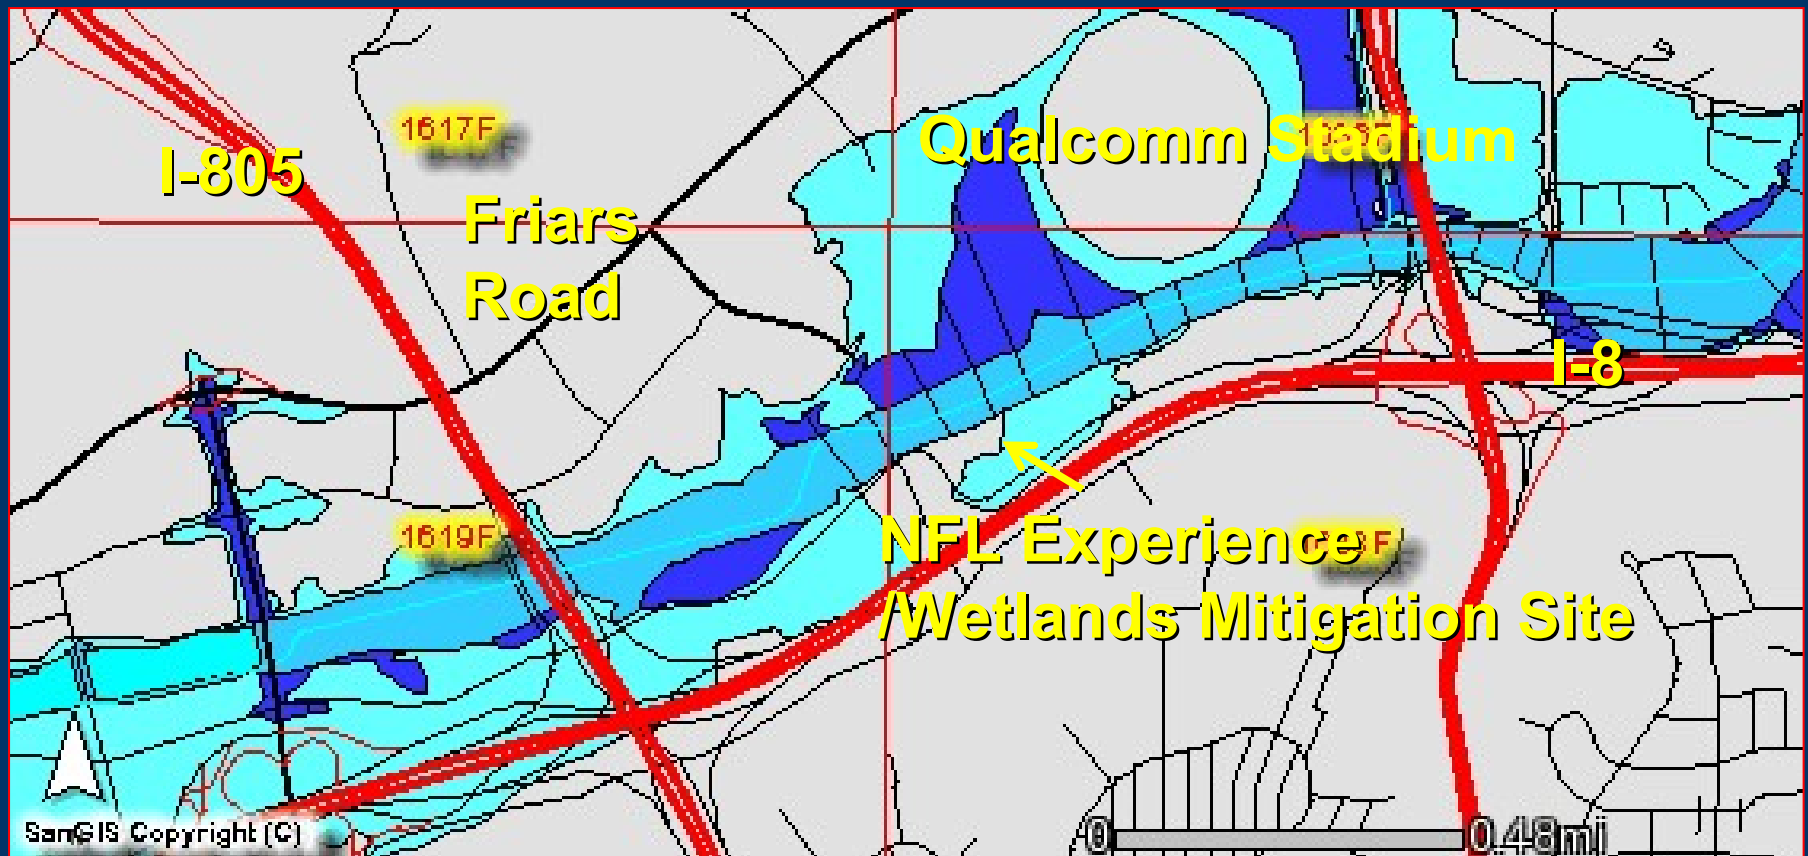 1617F
Qualcomm Stadium
I-805
Friars
Road
I-8
1619F
NFL Experience
/Wetlands Mitigation Site
SanGIS Copyright (C)
0 0.48mi